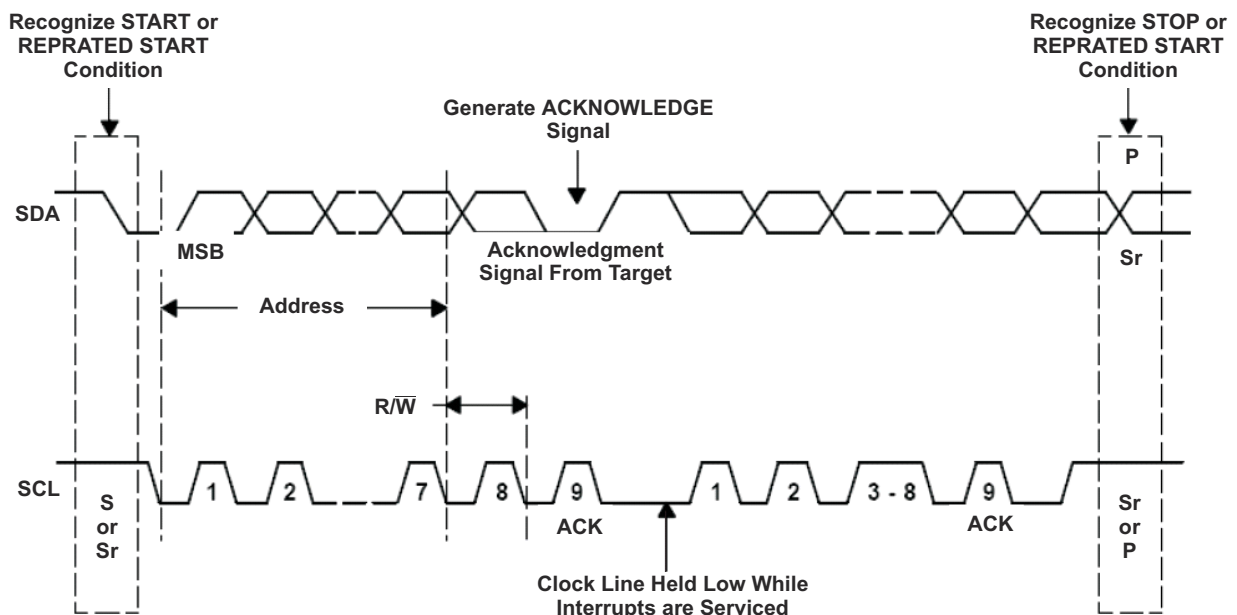 Recognize START or
REPRATED START
Condition
Recognize STOP or
REPRATED START
Condition
Generate ACKNOWLEDGE
Signal
P
SDA
MSB
Acknowledgment
Signal From Target
Sr
Address
R/W̅
SCL
1
2
7
8
9
1
2
3 - 8
9
S
or
Sr
ACK
ACK
Sr
or
P
Clock Line Held Low While
Interrupts are Serviced